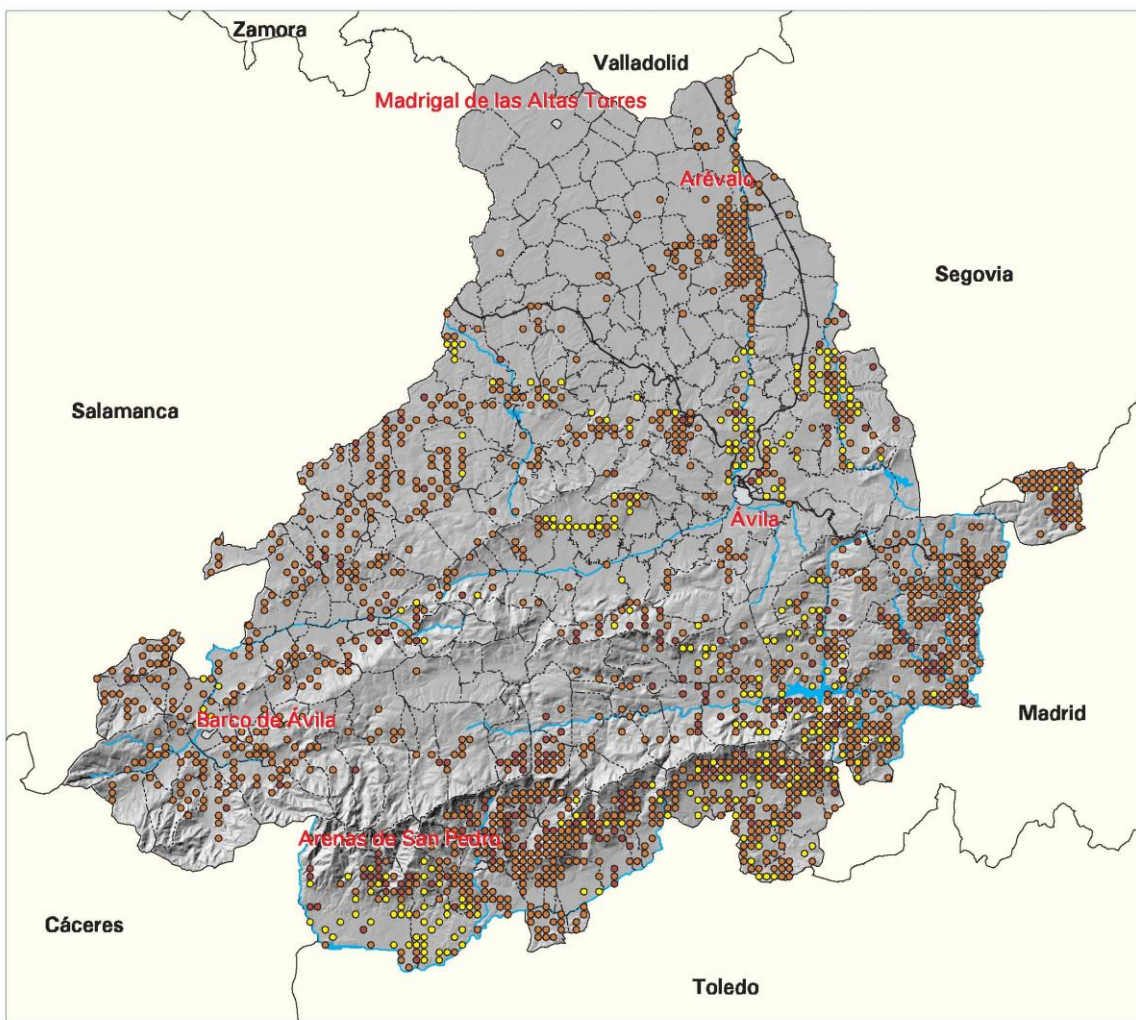 Zamora
Valladolid
Madrigal de las Altas Torres
Arévalo
Segovia
Salamanca
Ávila
Barco de Ávila
Madrid
Arenas de San Pedro
Cáceres
Toledo